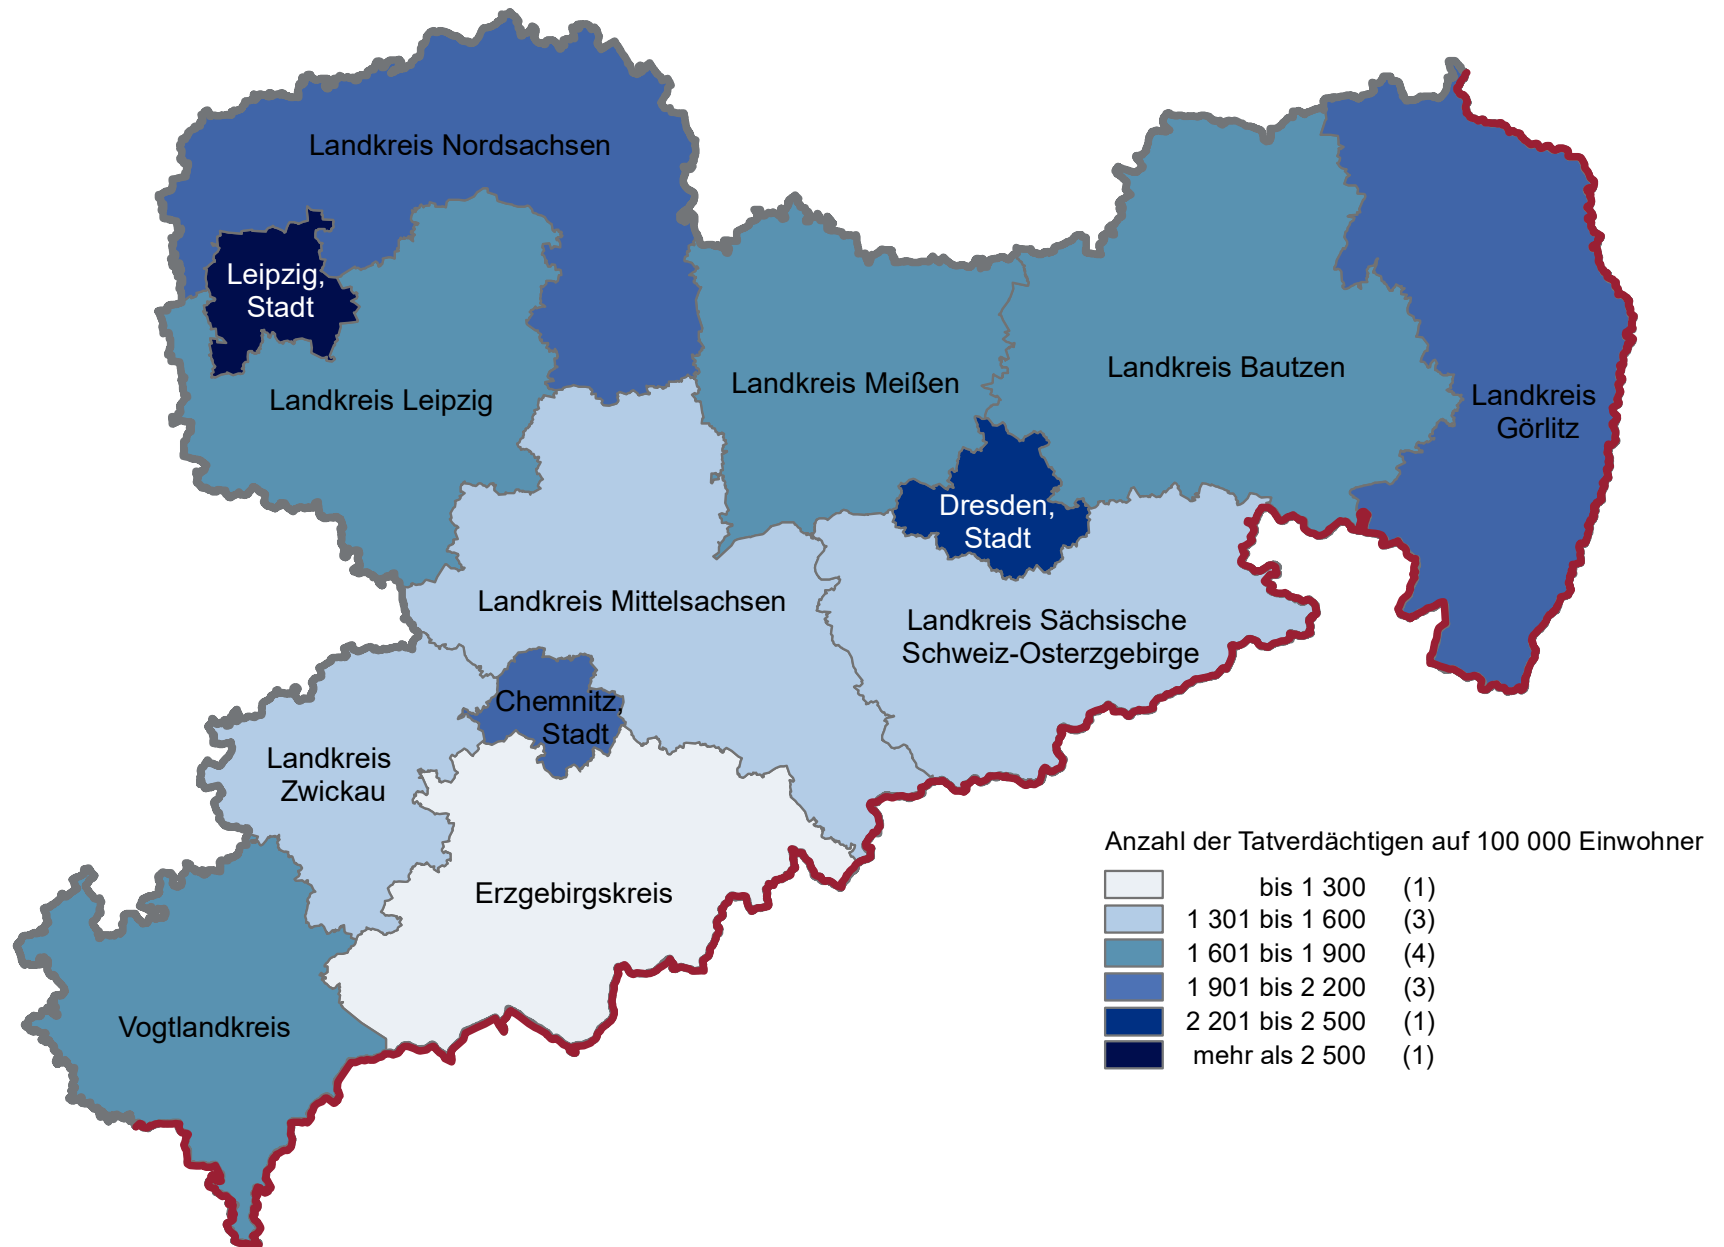 Landkreis Nordsachsen
Leipzig,
Stadt
Landkreis Leipzig
Landkreis Meißen
Landkreis Bautzen
Landkreis
Görlitz
Dresden,
Stadt
Landkreis Mittelsachsen
Landkreis Sächsische
Schweiz-Osterzgebirge
Chemnitz,
Stadt
Landkreis
Zwickau
Erzgebirgskreis
Vogtlandkreis
Anzahl der Tatverdächtigen auf 100 000 Einwohner
bis 1 300 (1)
1 301 bis 1 600 (3)
1 601 bis 1 900 (4)
1 901 bis 2 200 (3)
2 201 bis 2 500 (1)
mehr als 2 500 (1)